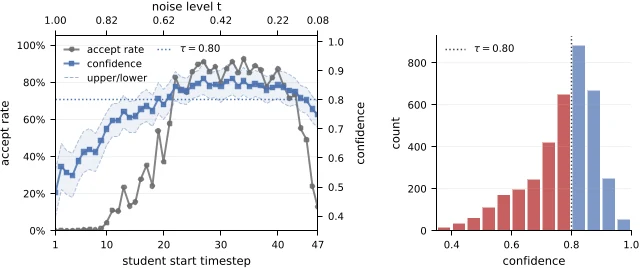 noise level t
1.00 0.82 0.62 0.42 0.22 0.08
accept rate
confidence
upper/lower
τ = 0.80
100%
80%
60%
40%
20%
0%
accept rate
1.0
0.9
0.8
0.7
0.6
0.5
0.4
confidence
1 10 20 30 40 47
student start timestep
τ = 0.80
800
600
400
200
0
count
0.4 0.6 0.8 1.0
confidence